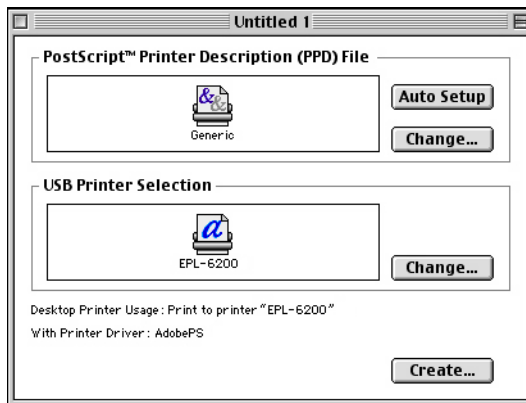 Untitled 1
PostScript™ Printer Description (PPD) File
&&
Generic
Auto Setup
Change...
USB Printer Selection
a
EPL-6200
Change...
Desktop Printer Usage : Print to printer "EPL-6200"
With Printer Driver : AdobePS
Create...